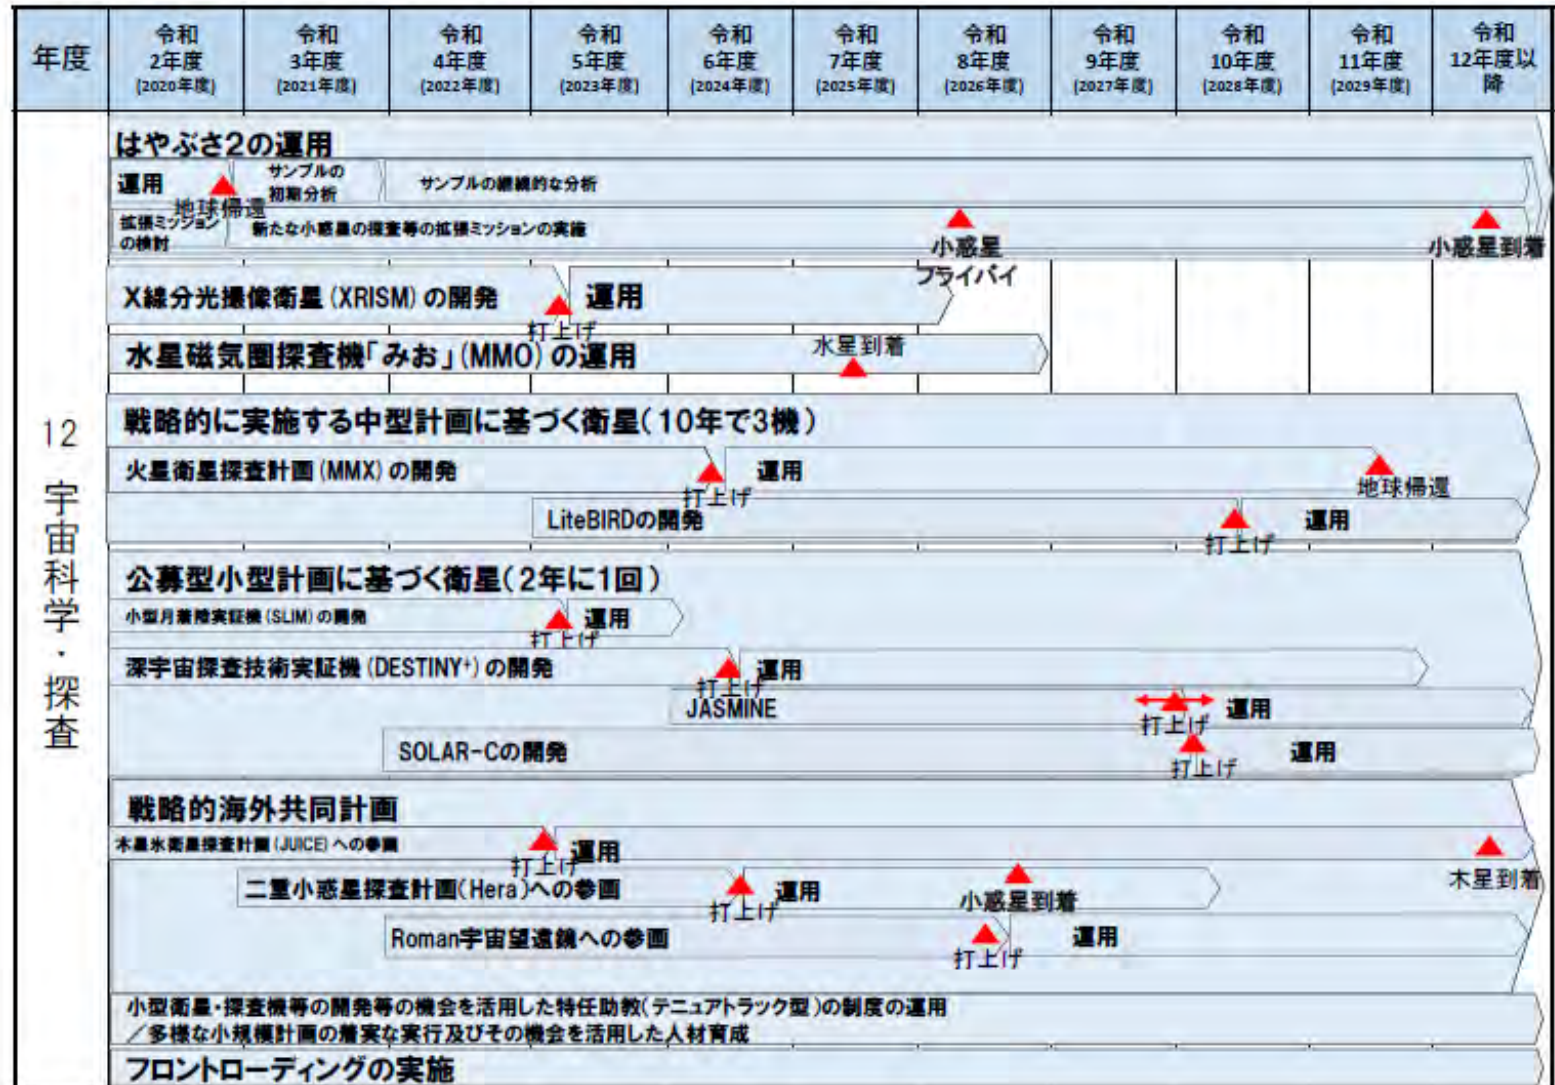 年度
令和
2年度
(2020年度)
令和
3年度
(2021年度)
令和
4年度
(2022年度)
令和
5年度
(2023年度)
令和
6年度
(2024年度)
令和
7年度
(2025年度)
令和
8年度
(2026年度)
令和
9年度
(2027年度)
令和
10年度
(2028年度)
令和
11年度
(2029年度)
令和
12年度以
降
12 宇宙科学・探査
はやぶさ2の運用
運用
地球帰還
サンプルの
初期分析
サンプルの継続的な分析
拡張ミッション
の検討
新たな小惑星の探査等の拡張ミッションの実施
小惑星
フライバイ
小惑星到着
X線分光撮像衛星(XRISM)の開発
打上げ
運用
水星磁気圏探査機「みお」(MMO)の運用
水星到着
戦略的に実施する中型計画に基づく衛星(10年で3機)
火星衛星探査計画(MMX)の開発
打上げ
運用
地球帰還
LiteBIRDの開発
打上げ
運用
公募型小型計画に基づく衛星(2年に1回)
小型月着陸実証機(SLIM)の開発
打上げ
運用
深宇宙探査技術実証機(DESTINY⁺)の開発
打上げ
運用
JASMINE
打上げ
運用
SOLAR-Cの開発
打上げ
運用
戦略的海外共同計画
木星氷衛星探査計画(JUICE)への参画
打上げ
運用
木星到着
二重小惑星探査計画(Hera)への参画
打上げ
運用
小惑星到着
Roman宇宙望遠鏡への参画
打上げ
運用
小型衛星・探査機等の開発等の機会を活用した特任助教(テニュアトラック型)の制度の運用
／多様な小規模計画の着実な実行及びその機会を活用した人材育成
フロントローディングの実施